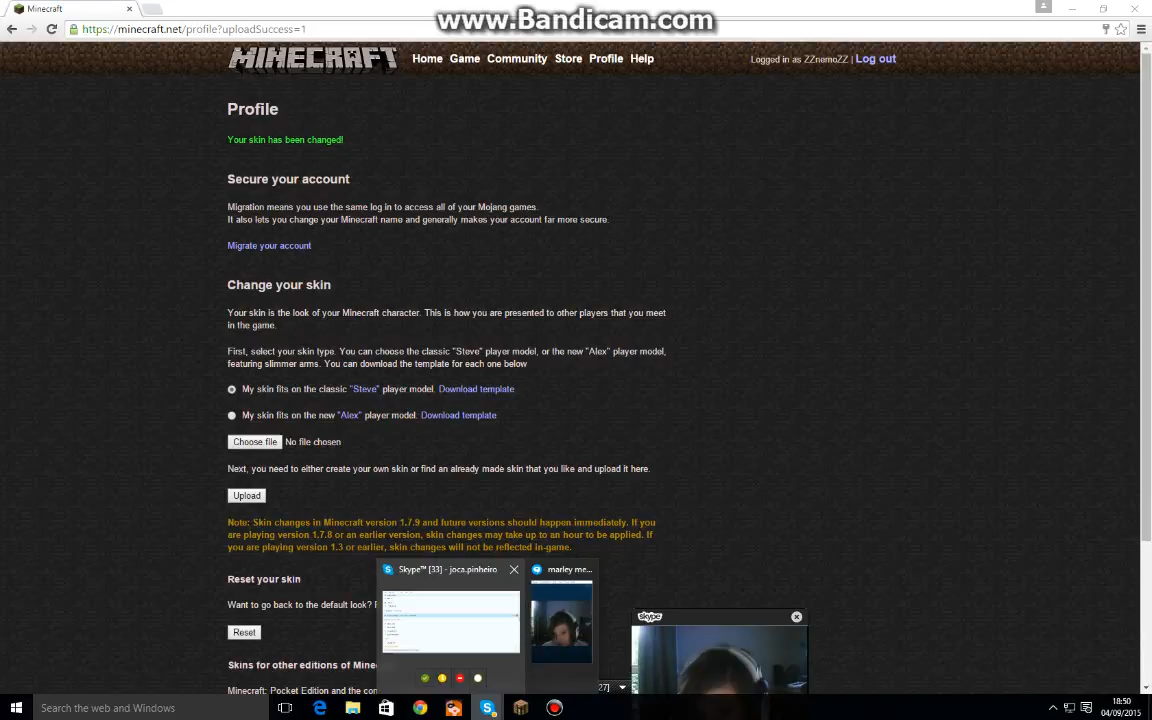 Minecraft
www.Bandicam.com
https://minecraft.net/profile?uploadSuccess=1
MINECRAFT
Home Game Community Store Profile Help
Logged in as ZZnemoZZ | Log out
Profile
Your skin has been changed!
Secure your account
Migration means you use the same log in to access all of your Mojang games.
It also lets you change your Minecraft name and generally makes your account far more secure.
Migrate your account
Change your skin
Your skin is the look of your Minecraft character. This is how you are presented to other players that you meet
in the game.
First, select your skin type. You can choose the classic "Steve" player model, or the new "Alex" player model,
featuring slimmer arms. You can download the template for each one below
My skin fits on the classic "Steve" player model. Download template
My skin fits on the new "Alex" player model. Download template
Choose file No file chosen
Next, you need to either create your own skin or find an already made skin that you like and upload it here.
Upload
Note: Skin changes in Minecraft version 1.7.9 and future versions should happen immediately. If you
are playing version 1.7.8 or an earlier version, skin changes may take up to an hour to be applied. If
you are playing version 1.3 or earlier, skin changes will not be reflected in-game.
Skype™ [33] - joca.pinheiro
marley me...
Reset your skin
Want to go back to the default look?
skype
Reset
Skins for other editions of Mine
Minecraft: Pocket Edition and the con
27]
Search the web and Windows
18:50
04/09/2015